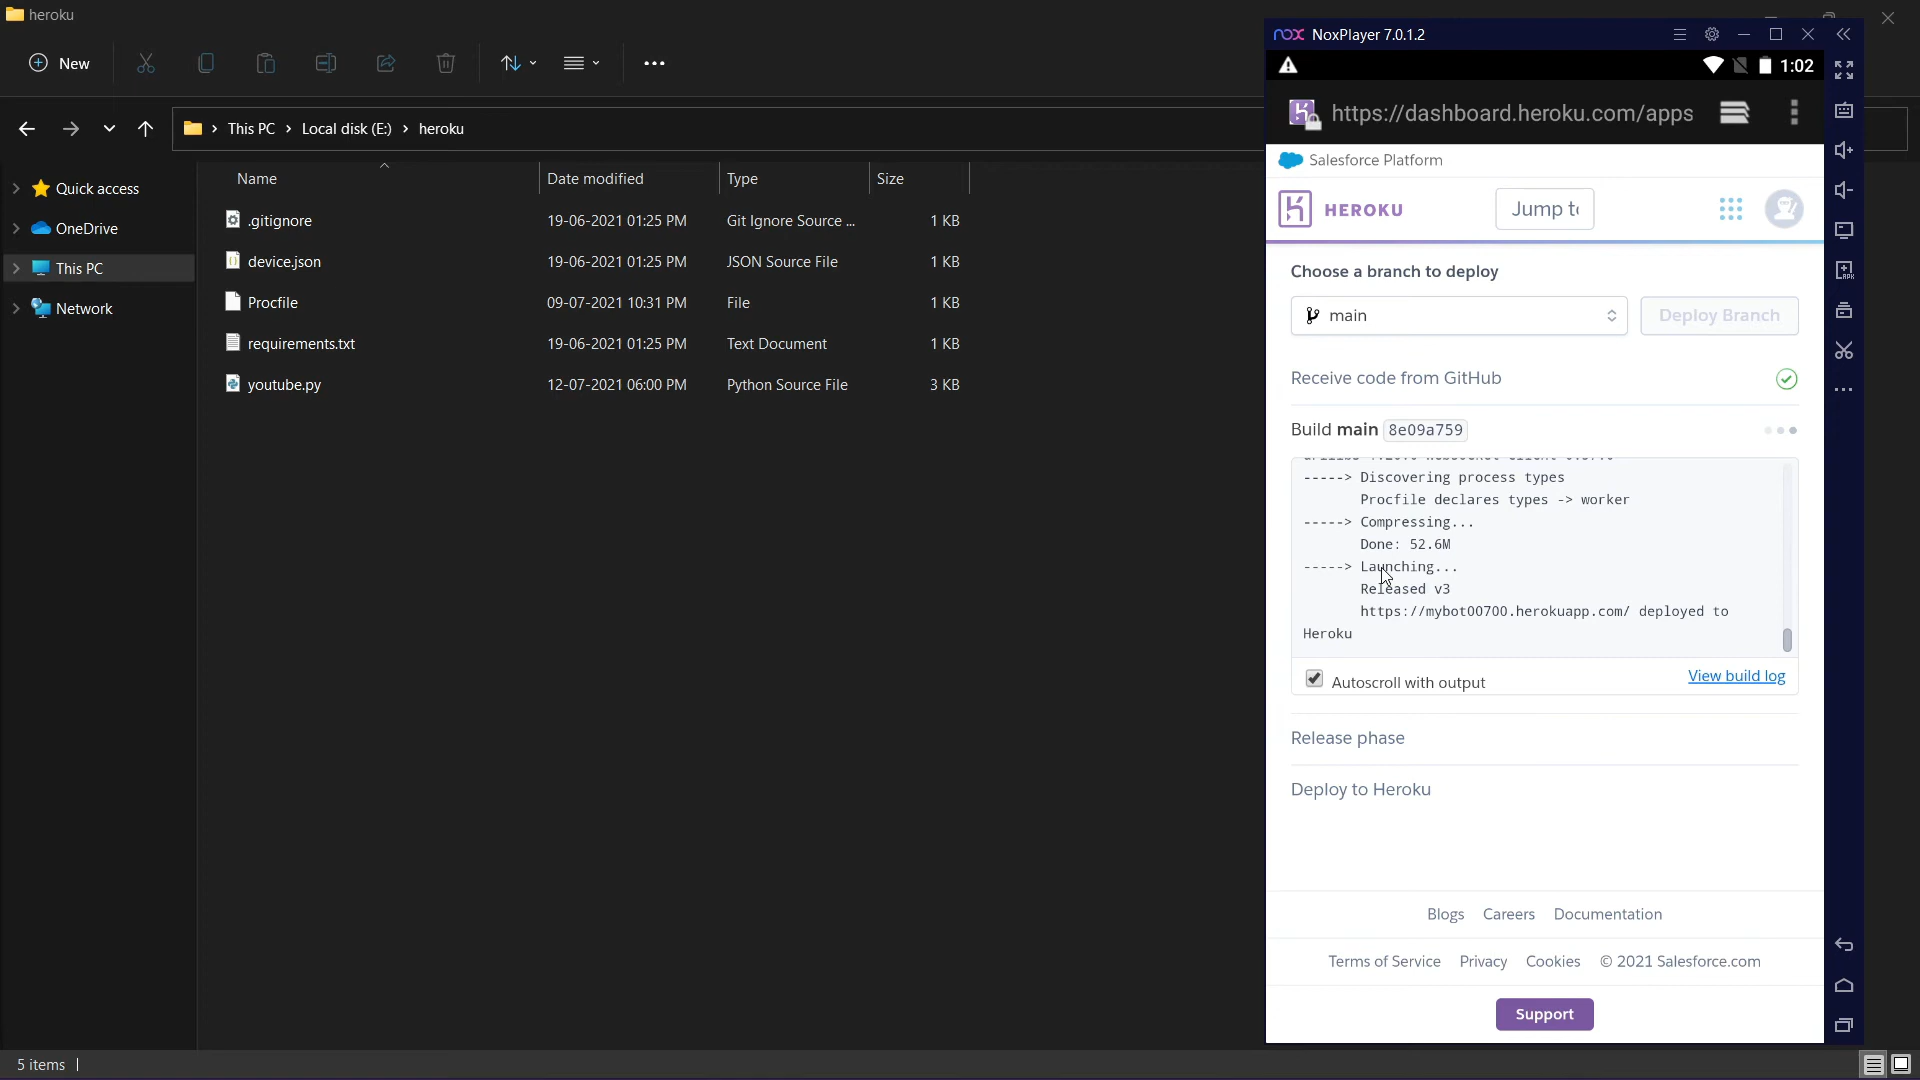 heroku
New
This PC
Local disk (E:)
heroku
Quick access
OneDrive
This PC
Network
Name
Date modified
Type
Size
.gitignore
19-06-2021 01:25 PM
Git Ignore Source ...
1 KB
device.json
19-06-2021 01:25 PM
JSON Source File
1 KB
Procfile
09-07-2021 10:31 PM
File
1 KB
requirements.txt
19-06-2021 01:25 PM
Text Document
1 KB
youtube.py
12-07-2021 06:00 PM
Python Source File
3 KB
5 items
nox NoxPlayer 7.0.1.2
1:02
https://dashboard.heroku.com/apps
Salesforce Platform
HEROKU
Jump to
Choose a branch to deploy
main
Deploy Branch
Receive code from GitHub
Build main 8e09a759
-----> Discovering process types
Procfile declares types -> worker
-----> Compressing...
Done: 52.6M
-----> Launching...
Released v3
https://mybot00700.herokuapp.com/ deployed to
Heroku
Autoscroll with output
View build log
Release phase
Deploy to Heroku
Blogs Careers Documentation
Terms of Service Privacy Cookies © 2021 Salesforce.com
Support